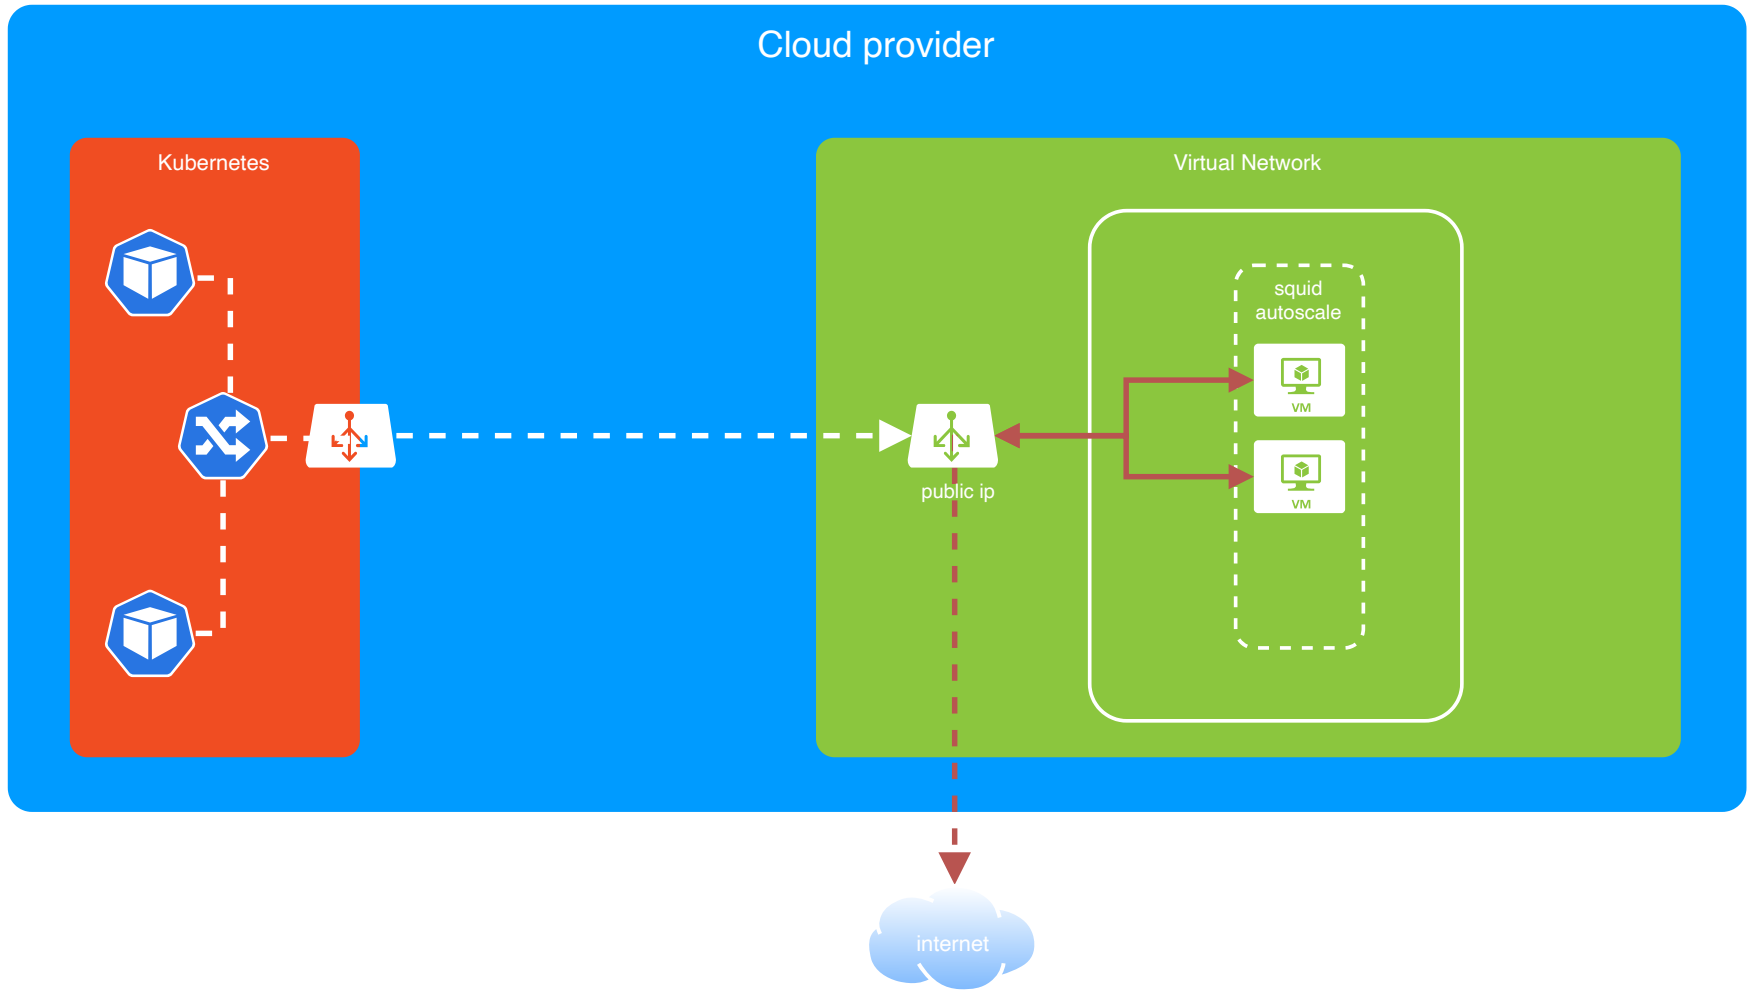 Cloud provider
Kubernetes
Virtual Network
squid
autoscale
VM
VM
public ip
internet